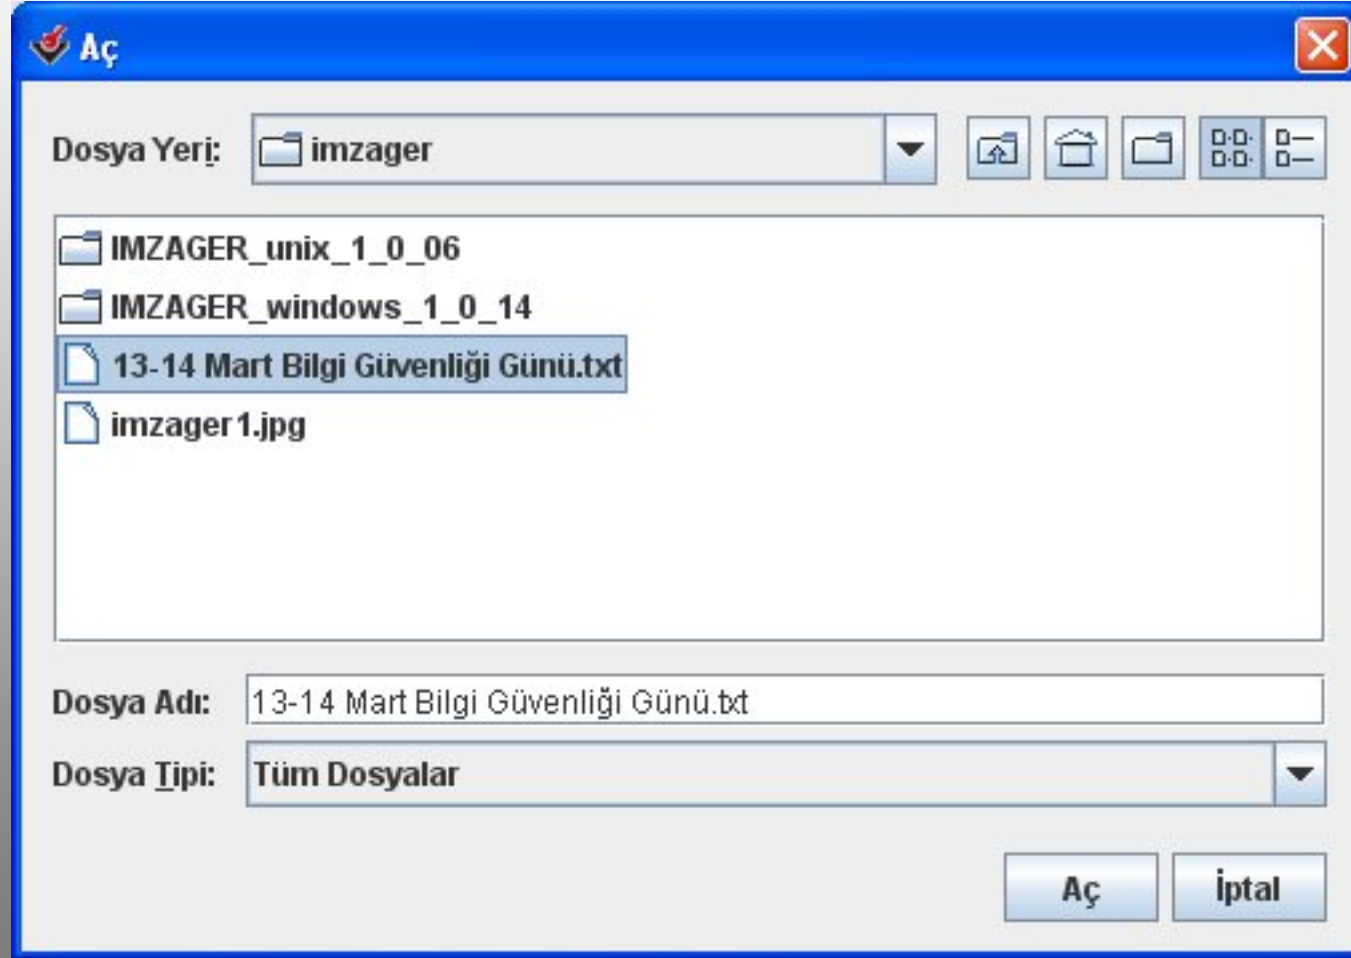 Aç
Dosya Yeri: imzager
IMZAGER_unix_1_0_06
IMZAGER_windows_1_0_14
13-14 Mart Bilgi Güvenliği Günü.txt
imzager1.jpg
Dosya Adı: 13-14 Mart Bilgi Güvenliği Günü.txt
Dosya Tipi: Tüm Dosyalar
Aç İptal